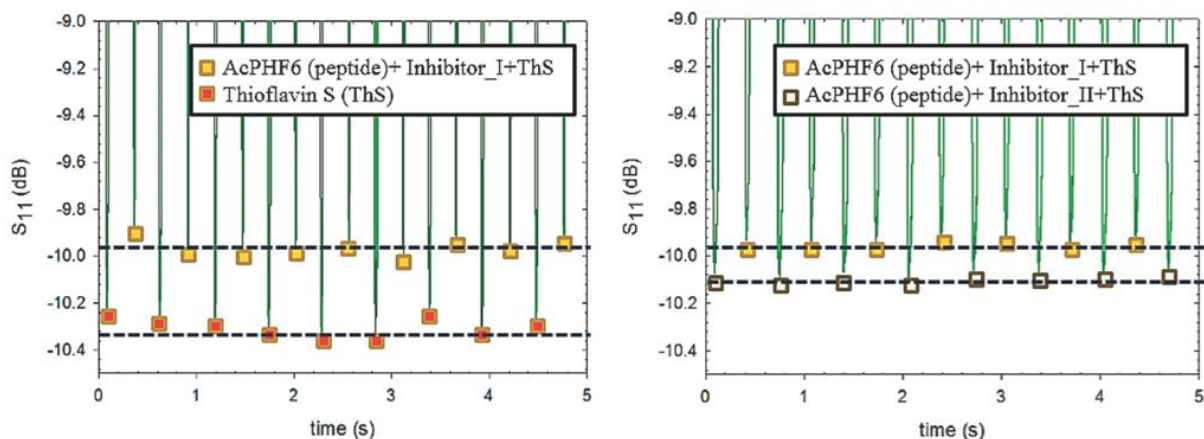 -9.0
-9.2
-9.4
-9.6
-9.8
-10.0
-10.2
-10.4
S11 (dB)
AcPHF6 (peptide)+ Inhibitor_I+ThS
Thioflavin S (ThS)
0 1 2 3 4 5
time (s)
-9.0
-9.2
-9.4
-9.6
-9.8
-10.0
-10.2
-10.4
S11 (dB)
AcPHF6 (peptide)+ Inhibitor_I+ThS
AcPHF6 (peptide)+ Inhibitor_II+ThS
0 1 2 3 4 5
time (s)